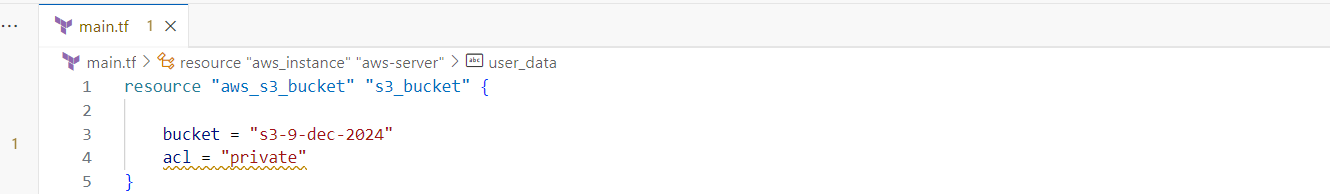 ... main.tf 1 ×
main.tf > resource "aws_instance" "aws-server" > abc user_data
1 resource "aws_s3_bucket" "s3_bucket" {
2
1 3 bucket = "s3-9-dec-2024"
4 acl = "private"
5 }